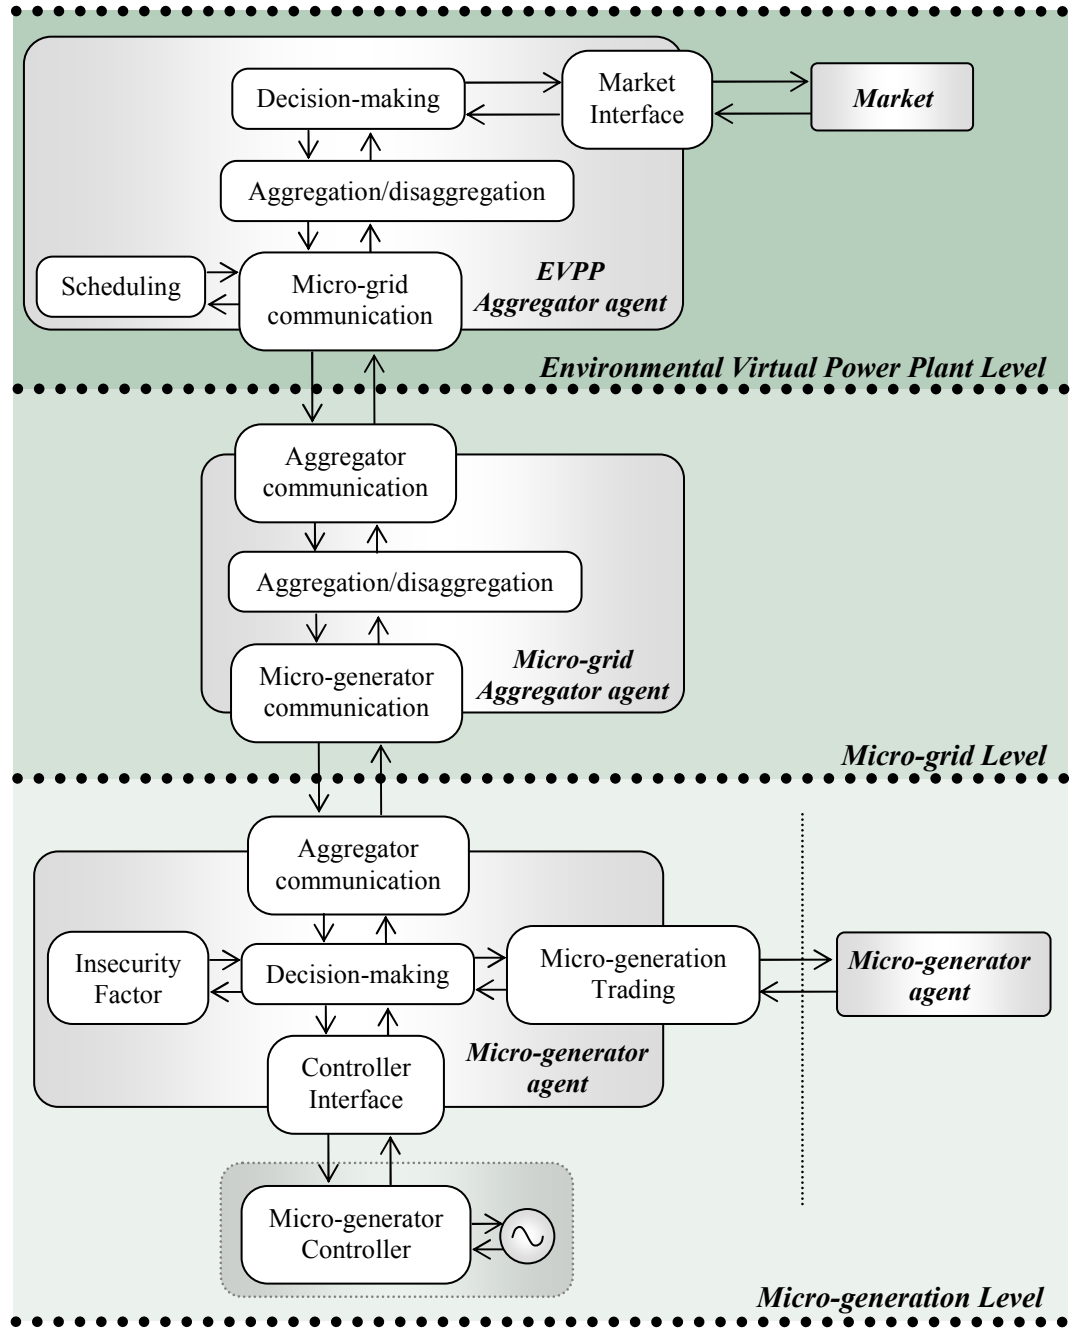 Decision-making
Market
Interface
Market
Aggregation/disaggregation
Scheduling
Micro-grid
communication
EVPP
Aggregator agent
Environmental Virtual Power Plant Level
Aggregator
communication
Aggregation/disaggregation
Micro-generator
communication
Micro-grid
Aggregator agent
Micro-grid Level
Aggregator
communication
Insecurity
Factor
Decision-making
Micro-generation
Trading
Micro-generator
agent
Controller
Interface
Micro-generator
agent
Micro-generator
Controller
Micro-generation Level